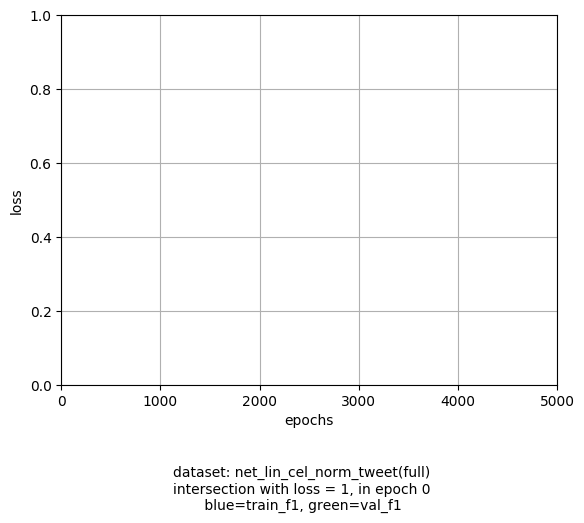 1.0
0.8
0.6
0.4
0.2
0.0
loss
0 1000 2000 3000 4000 5000
epochs
dataset: net_lin_cel_norm_tweet(full)
intersection with loss = 1, in epoch 0
blue=train_f1, green=val_f1